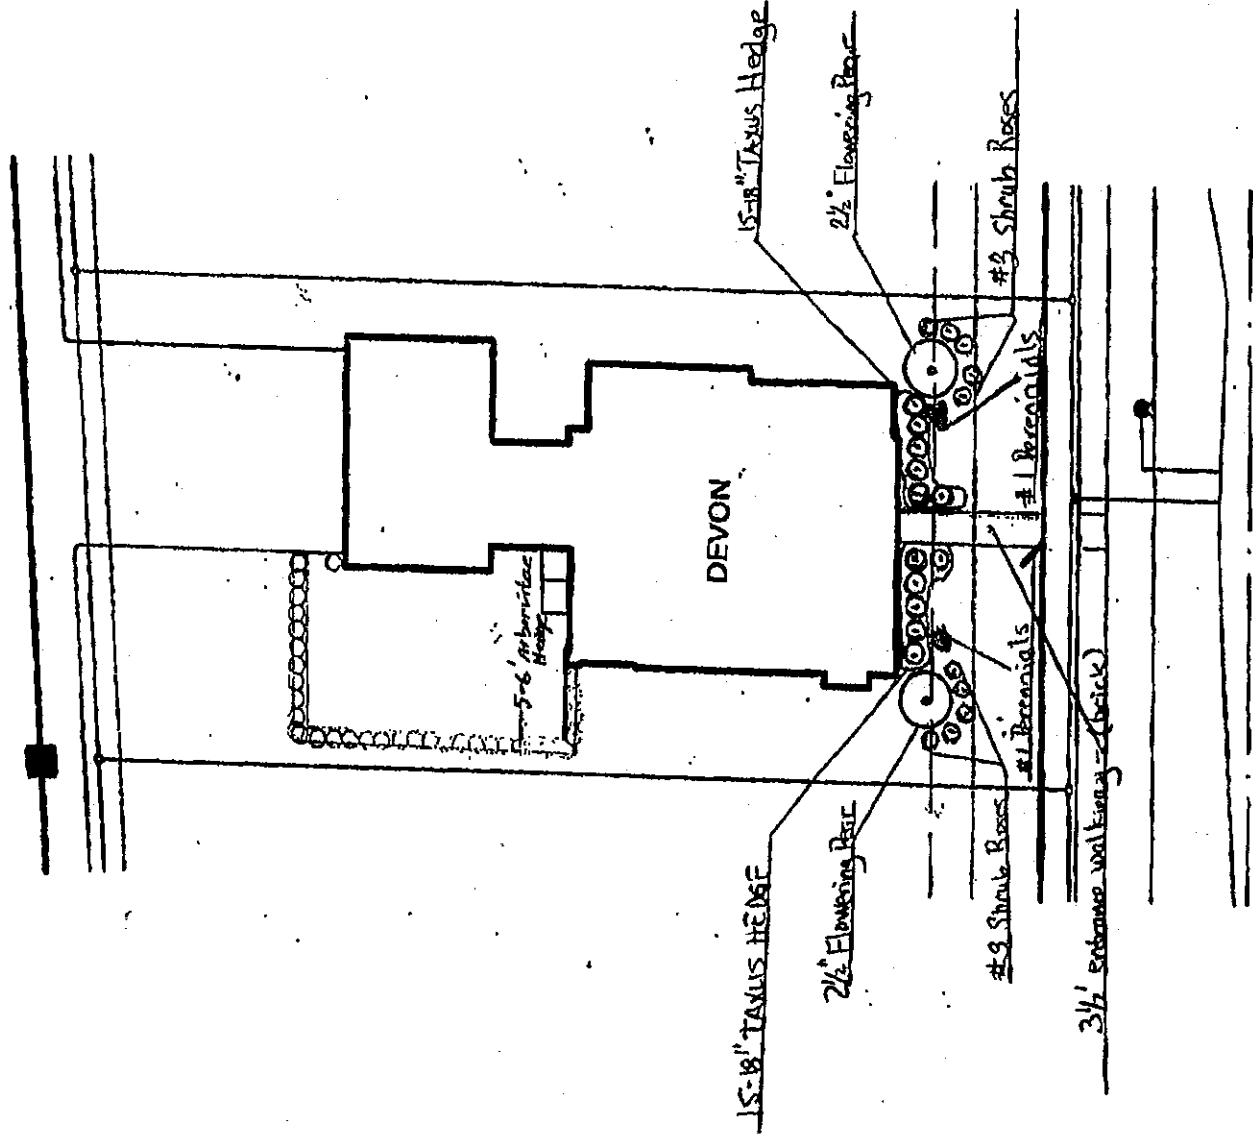 15-18" TAXUS HEDGE
2½" Flowering Pear
#3 Shrub Roses
3½' entrance walkway - (brick)
#1 Perennials
5-6' Arborvitae
Hedge
DEVON
15-18" TAXUS Hedge
2½" Flowering Pear
#3 Shrub Roses
#1 Perennials